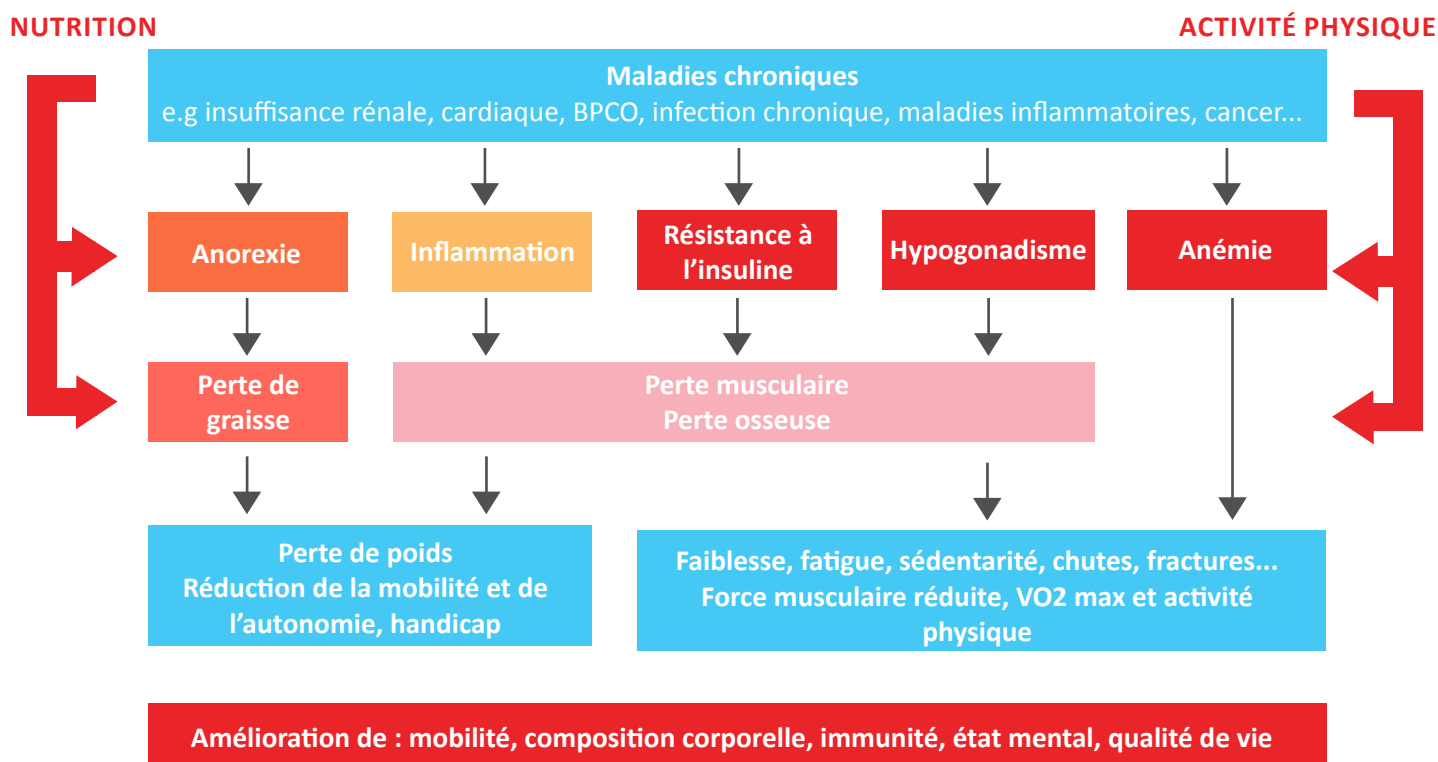 NUTRITION
ACTIVITÉ PHYSIQUE
Maladies chroniques
e.g insuffisance rénale, cardiaque, BPCO, infection chronique, maladies inflammatoires, cancer...
Anorexie
Inflammation
Résistance à
l’insuline
Hypogonadisme
Anémie
Perte de
graisse
Perte musculaire
Perte osseuse
Perte de poids
Réduction de la mobilité et de
l’autonomie, handicap
Faiblesse, fatigue, sédentarité, chutes, fractures...
Force musculaire réduite, VO2 max et activité
physique
Amélioration de : mobilité, composition corporelle, immunité, état mental, qualité de vie